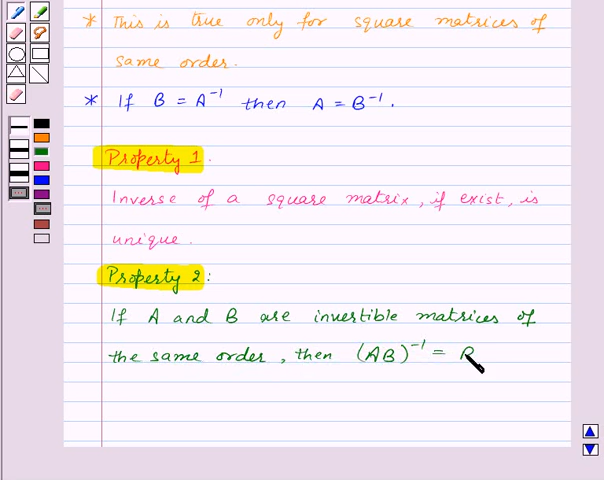 * This is true only for square matrices of
same order.
* If B = A⁻¹ then A = B⁻¹.
Property 1.
Inverse of a square matrix, if exist, is
unique.
Property 2:
If A and B are invertible matrices of
the same order, then (AB)⁻¹ =